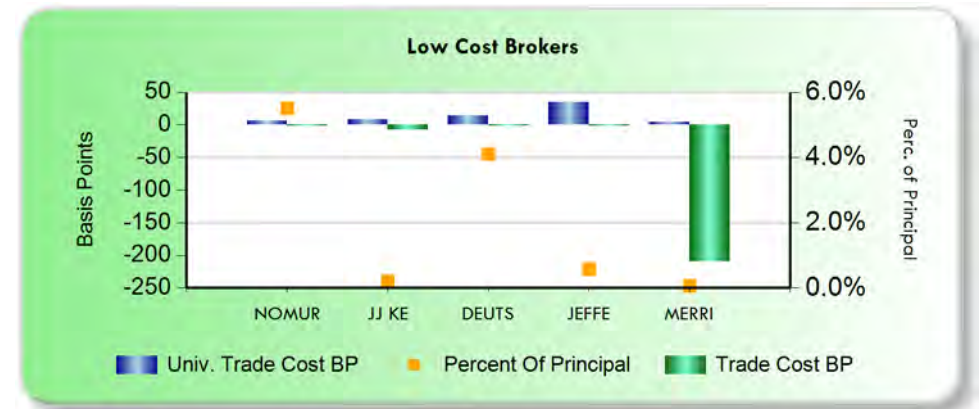 Low Cost Brokers
50
0
-50
-100
-150
-200
-250
Basis Points
6.0%
4.0%
2.0%
0.0%
Perc. of Principal
NOMUR JJ KE DEUTS JEFFE MERRI
Univ. Trade Cost BP Percent Of Principal Trade Cost BP